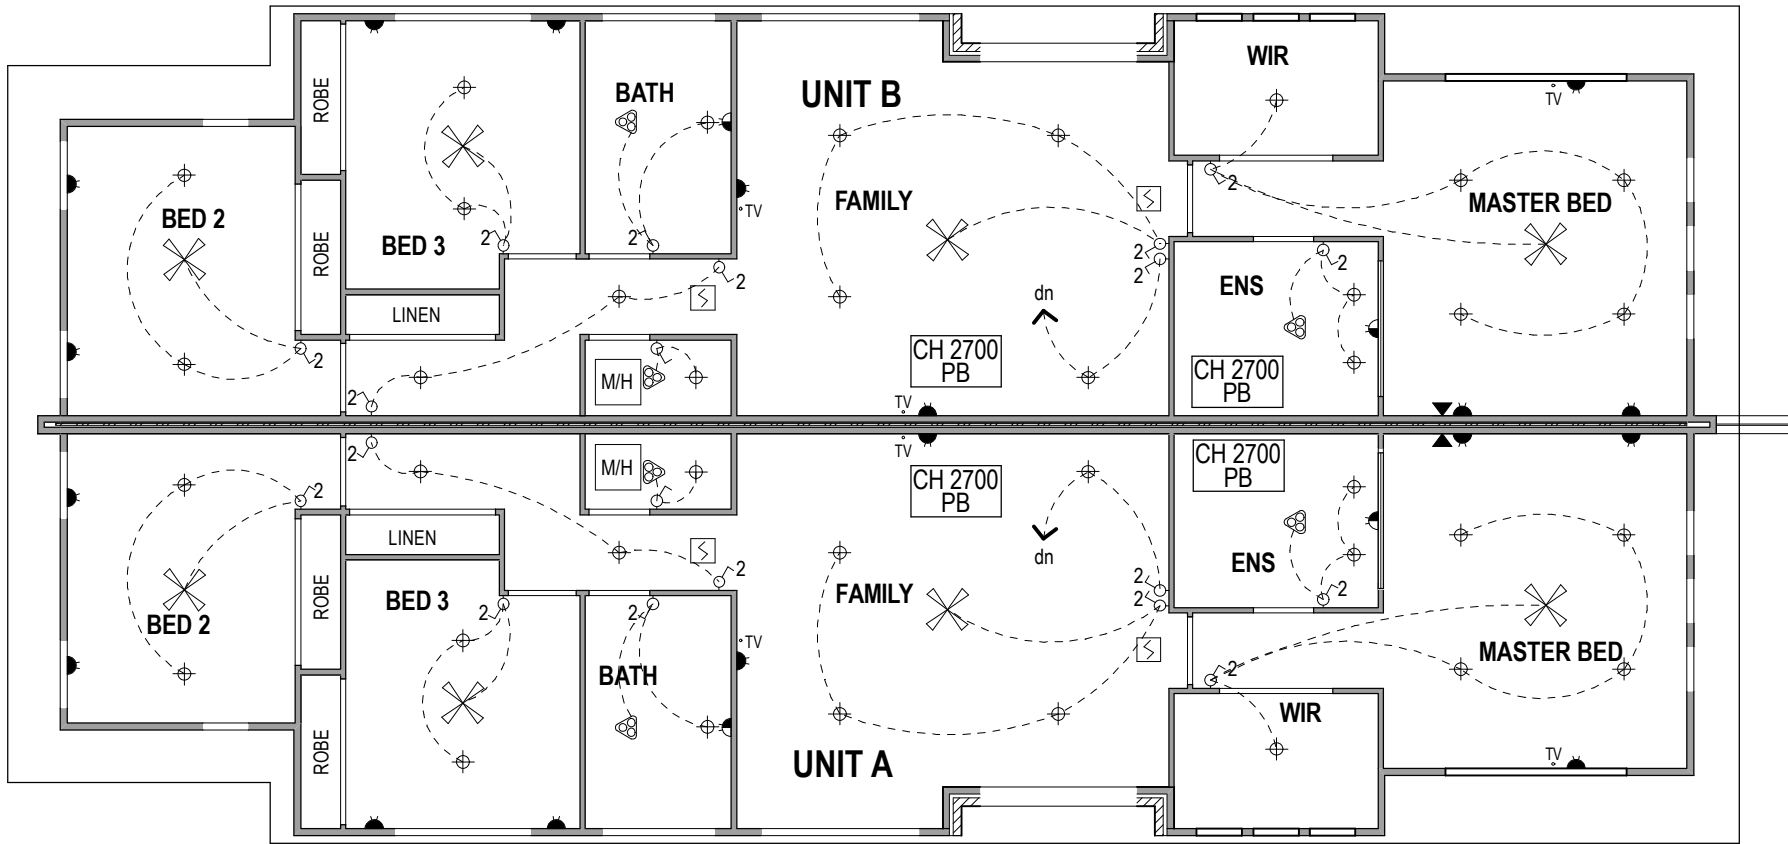 WIR
ROBE
BATH
UNIT B
TV
BED 2
BED 3
ROBE
2
2
TV
FAMILY
2
MASTER BED
2
2
2
2
ENS
LINEN
dn
2
CH 2700
PB
CH 2700
PB
M/H
2
TV
2
TV
M/H
CH 2700
PB
CH 2700
PB
2
LINEN
dn
ENS
2
2
2
2
ROBE
BED 3
2
FAMILY
BED 2
TV
MASTER BED
BATH
2
WIR
ROBE
UNIT A
TV